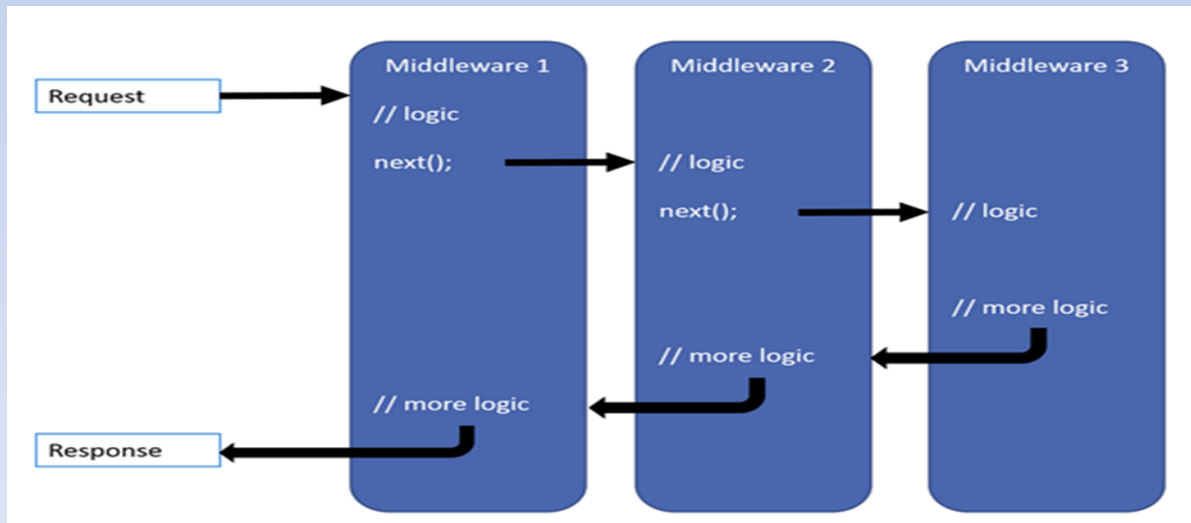 Middleware 1
Middleware 2
Middleware 3
Request
// logic
next();
// logic
next();
// logic
// more logic
// more logic
// more logic
Response